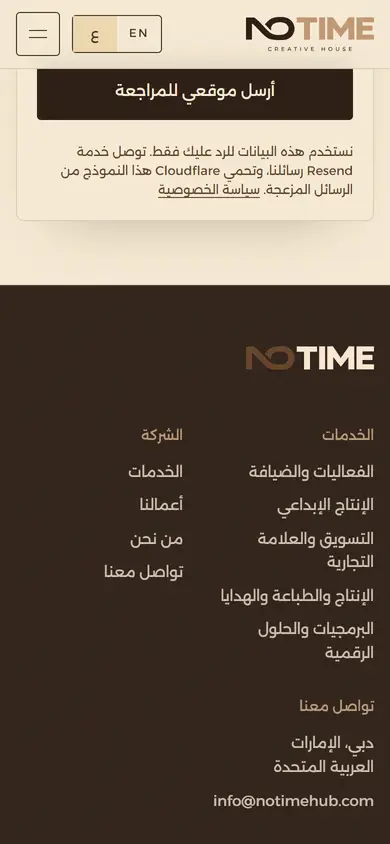 NOTIME
CREATIVE HOUSE
EN
ع
أرسل موقعي للمراجعة
نستخدم هذه البيانات للرد عليك فقط. توصل خدمة
Resend رسائلنا، وتحمي Cloudflare هذا النموذج من
الرسائل المزعجة. سياسة الخصوصية
NOTIME
الخدمات
الفعاليات والضيافة
الإنتاج الإبداعي
التسويق والعلامة
التجارية
الإنتاج والطباعة والهدايا
البرمجيات والحلول
الرقمية
الشركة
الخدمات
أعمالنا
من نحن
تواصل معنا
تواصل معنا
دبي، الإمارات
العربية المتحدة
info@notimehub.com